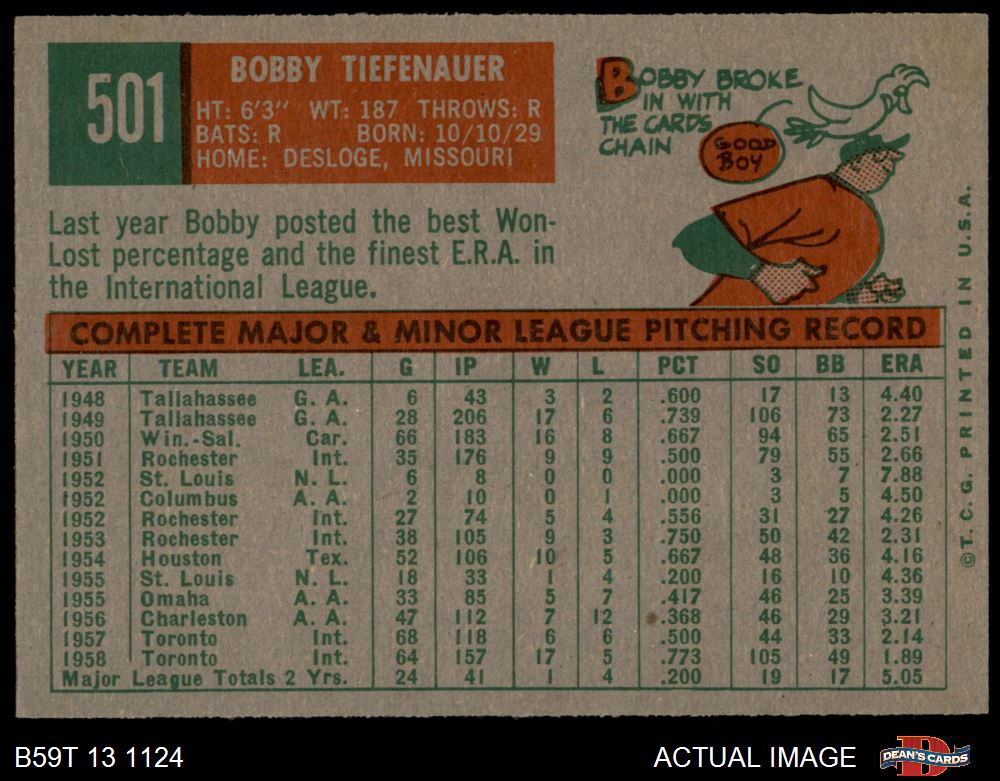 501
BOBBY TIEFENAUER
HT: 6'3" WT: 187 THROWS: R
BATS: R BORN: 10/10/29
HOME: DESLOGE, MISSOURI
BOBBY BROKE
IN WITH
THE CARDS
CHAIN
GOOD
BOY
Last year Bobby posted the best Won-
Lost percentage and the finest E.R.A. in
the International League.
COMPLETE MAJOR & MINOR LEAGUE PITCHING RECORD
YEAR TEAM LEA. G IP W L PCT SO BB ERA
1948 Tallahassee G. A. 6 43 3 2 .600 17 13 4.40
1949 Tallahassee G. A. 28 206 17 6 .739 106 73 2.27
1950 Win.-Sal. Car. 66 183 16 8 .667 94 65 2.51
1951 Rochester Int. 35 176 9 9 .500 79 55 2.66
1952 St. Louis N. L. 6 8 0 0 .000 3 7 7.88
1952 Columbus A. A. 2 10 0 1 .000 3 5 4.50
1952 Rochester Int. 27 74 5 4 .556 31 27 4.26
1953 Rochester Int. 38 105 9 3 .750 50 42 2.31
1954 Houston Tex. 52 106 10 5 .667 48 36 4.16
1955 St. Louis N. L. 18 33 1 4 .200 16 10 4.36
1955 Omaha A. A. 33 85 5 7 .417 46 25 3.39
1956 Charleston A. A. 47 112 7 12 .368 46 29 3.21
1957 Toronto Int. 68 118 6 6 .500 44 33 2.14
1958 Toronto Int. 64 157 17 5 .773 105 49 1.89
Major League Totals 2 Yrs. 24 41 1 4 .200 19 17 5.05
©T. C. G. PRINTED IN U.S.A.
B59T 13 1124
ACTUAL IMAGE
DEAN'S CARDS